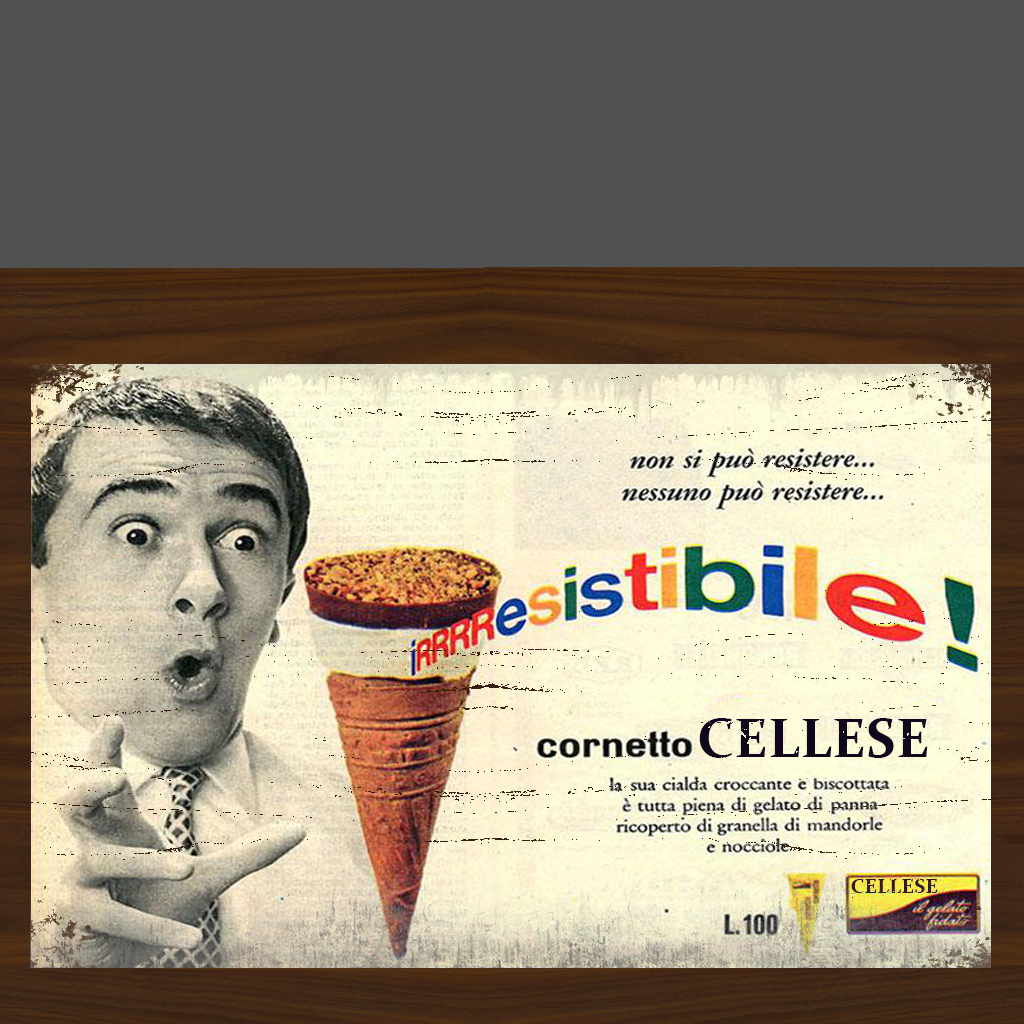 non si può resistere...
nessuno può resistere...
iRRRResistibile!
cornetto CELLESE
la sua cialda croccante e biscottata
è tutta piena di gelato di panna
ricoperto di granella di mandorle
e nocciole
L.100
CELLESE
il gelato
fidato